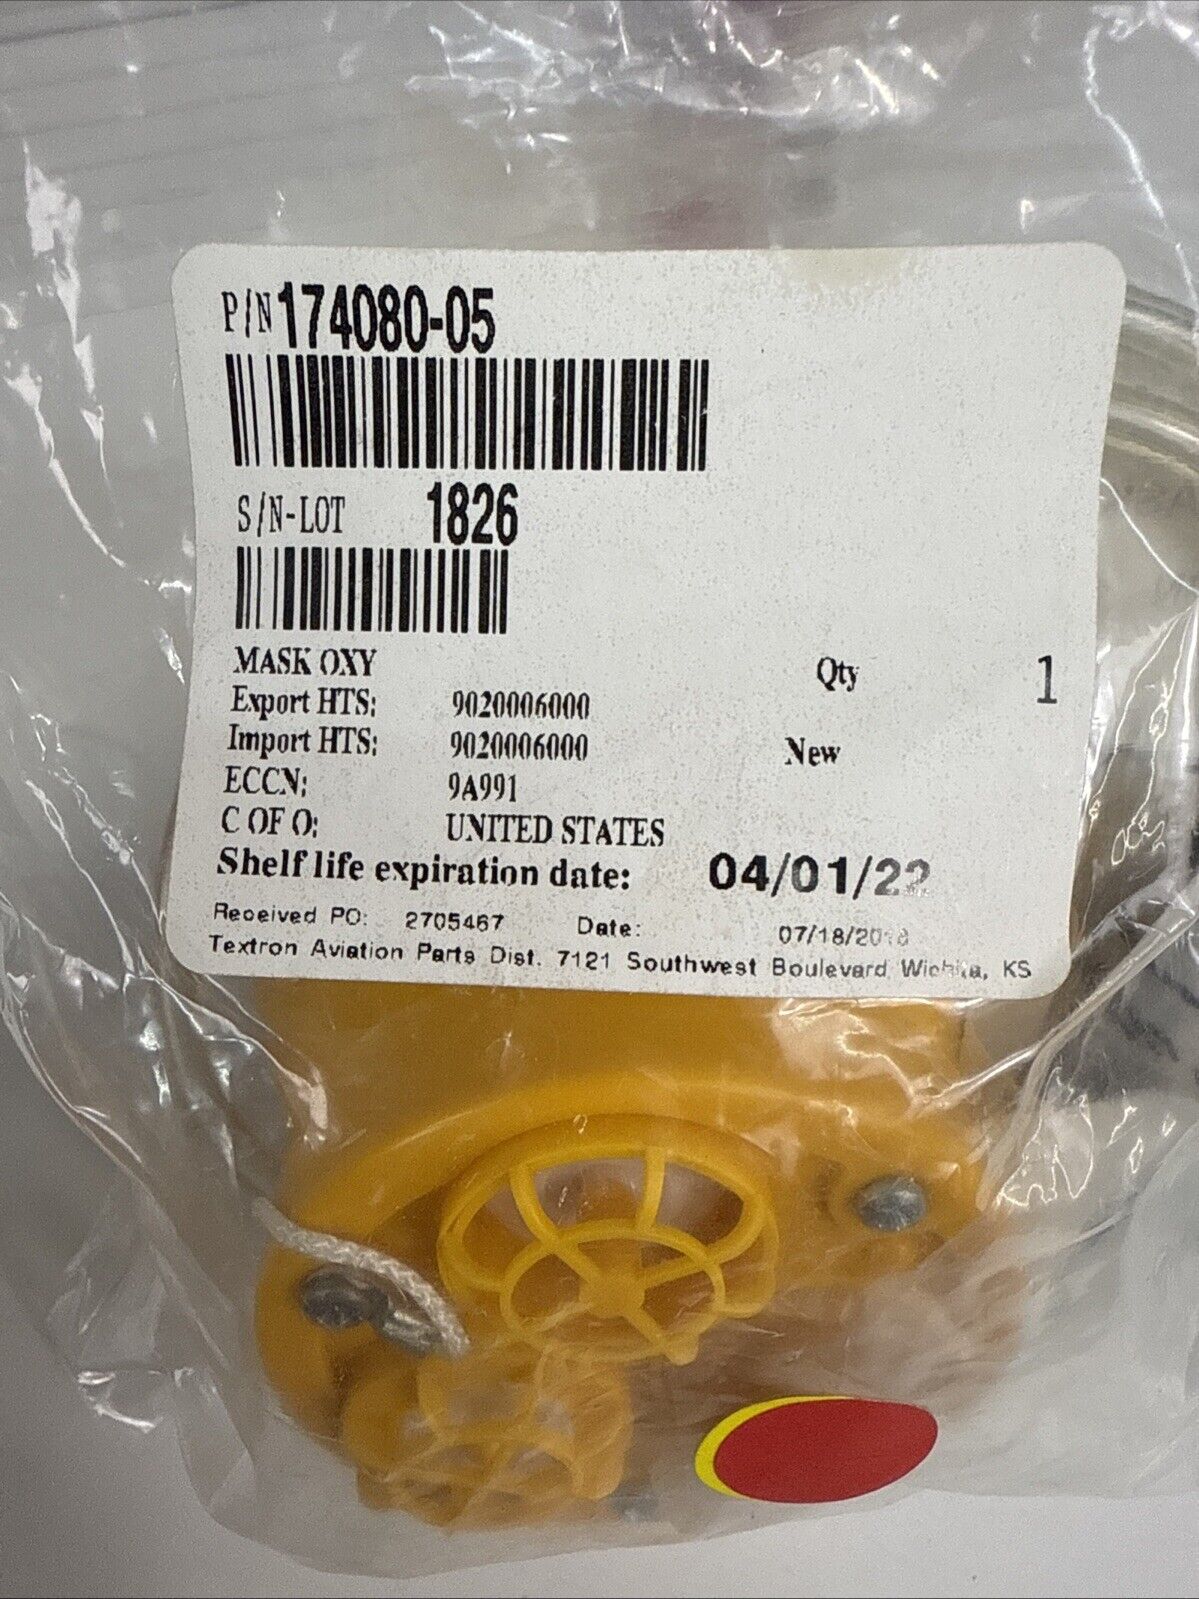 P/N 174080-05
S/N-LOT 1826
MASK OXY Qty 1
Export HTS: 9020006000
Import HTS: 9020006000 New
ECCN: 9A991
C OF O: UNITED STATES
Shelf life expiration date: 04/01/22
Received PO: 2705467 Date: 07/18/2018
Textron Aviation Parts Dist. 7121 Southwest Boulevard Wichita, KS